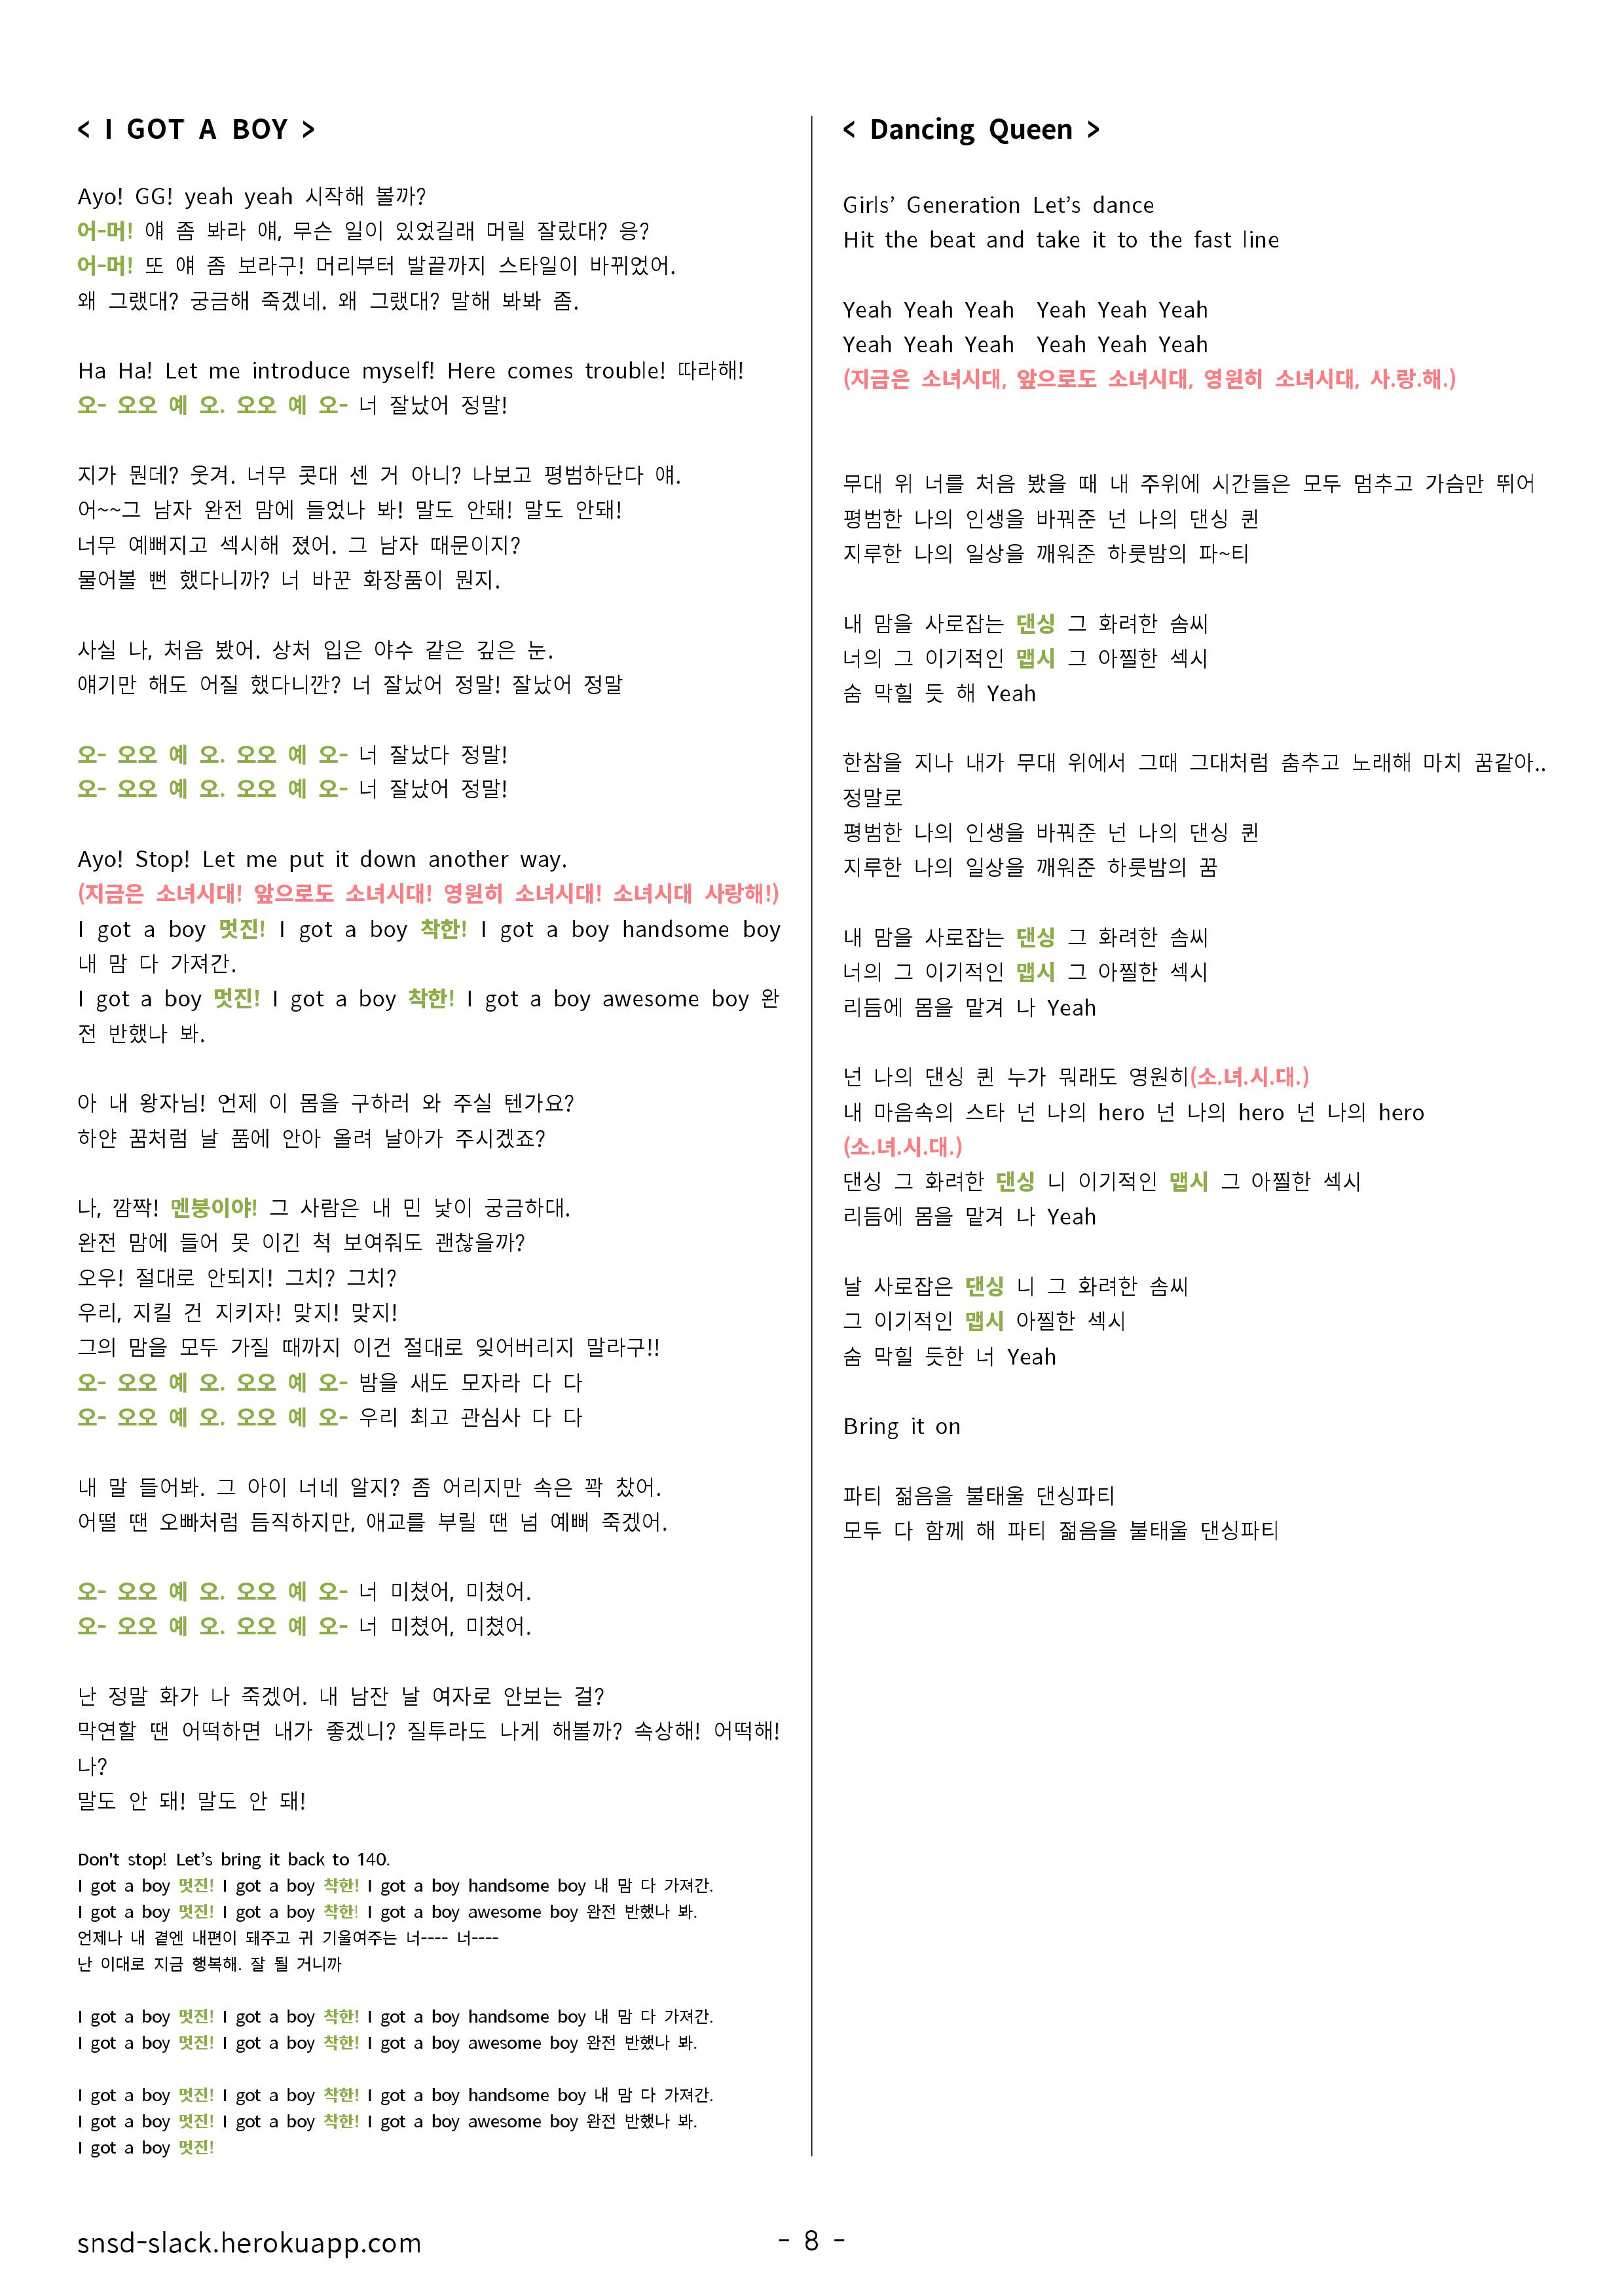 < I GOT A BOY >
Ayo! GG! yeah yeah 시작해 볼까?
어-머! 얘 좀 봐라 얘, 무슨 일이 있었길래 머릴 잘랐대? 응?
어-머! 또 얘 좀 보라구! 머리부터 발끝까지 스타일이 바뀌었어.
왜 그랬대? 궁금해 죽겠네. 왜 그랬대? 말해 봐봐 좀.
Ha Ha! Let me introduce myself! Here comes trouble! 따라해!
오- 오오 예 오. 오오 예 오- 너 잘났어 정말!
지가 뭔데? 웃겨. 너무 콧대 센 거 아니? 나보고 평범하단다 얘.
어~~그 남자 완전 맘에 들었나 봐! 말도 안돼! 말도 안돼!
너무 예뻐지고 섹시해 졌어. 그 남자 때문이지?
물어볼 뻔 했다니까? 너 바꾼 화장품이 뭔지.
사실 나, 처음 봤어. 상처 입은 야수 같은 깊은 눈.
얘기만 해도 어질 했다니깐? 너 잘났어 정말! 잘났어 정말
오- 오오 예 오. 오오 예 오- 너 잘났다 정말!
오- 오오 예 오. 오오 예 오- 너 잘났어 정말!
Ayo! Stop! Let me put it down another way.
(지금은 소녀시대! 앞으로도 소녀시대! 영원히 소녀시대! 소녀시대 사랑해!)
I got a boy 멋진! I got a boy 착한! I got a boy handsome boy
내 맘 다 가져간.
I got a boy 멋진! I got a boy 착한! I got a boy awesome boy 완
전 반했나 봐.
아 내 왕자님! 언제 이 몸을 구하러 와 주실 텐가요?
하얀 꿈처럼 날 품에 안아 올려 날아가 주시겠죠?
나, 깜짝! 멘붕이야! 그 사람은 내 민 낯이 궁금하대.
완전 맘에 들어 못 이긴 척 보여줘도 괜찮을까?
오우! 절대로 안되지! 그치? 그치?
우리, 지킬 건 지키자! 맞지! 맞지!
그의 맘을 모두 가질 때까지 이건 절대로 잊어버리지 말라구!!
오- 오오 예 오. 오오 예 오- 밤을 새도 모자라 다 다
오- 오오 예 오. 오오 예 오- 우리 최고 관심사 다 다
내 말 들어봐. 그 아이 너네 알지? 좀 어리지만 속은 꽉 찼어.
어떨 땐 오빠처럼 듬직하지만, 애교를 부릴 땐 넘 예뻐 죽겠어.
오- 오오 예 오. 오오 예 오- 너 미쳤어, 미쳤어.
오- 오오 예 오. 오오 예 오- 너 미쳤어, 미쳤어.
난 정말 화가 나 죽겠어. 내 남잔 날 여자로 안보는 걸?
막연할 땐 어떡하면 내가 좋겠니? 질투라도 나게 해볼까? 속상해! 어떡해!
나?
말도 안 돼! 말도 안 돼!
Don't stop! Let's bring it back to 140.
I got a boy 멋진! I got a boy 착한! I got a boy handsome boy 내 맘 다 가져간.
I got a boy 멋진! I got a boy 착한! I got a boy awesome boy 완전 반했나 봐.
언제나 내 곁엔 내편이 돼주고 귀 기울여주는 너---- 너----
난 이대로 지금 행복해. 잘 될 거니까
I got a boy 멋진! I got a boy 착한! I got a boy handsome boy 내 맘 다 가져간.
I got a boy 멋진! I got a boy 착한! I got a boy awesome boy 완전 반했나 봐.
I got a boy 멋진! I got a boy 착한! I got a boy handsome boy 내 맘 다 가져간.
I got a boy 멋진! I got a boy 착한! I got a boy awesome boy 완전 반했나 봐.
I got a boy 멋진!
< Dancing Queen >
Girls' Generation Let's dance
Hit the beat and take it to the fast line
Yeah Yeah Yeah Yeah Yeah Yeah
Yeah Yeah Yeah Yeah Yeah Yeah
(지금은 소녀시대, 앞으로도 소녀시대, 영원히 소녀시대, 사.랑.해.)
무대 위 너를 처음 봤을 때 내 주위에 시간들은 모두 멈추고 가슴만 뛰어
평범한 나의 인생을 바꿔준 넌 나의 댄싱 퀸
지루한 나의 일상을 깨워준 하룻밤의 파~티
내 맘을 사로잡는 댄싱 그 화려한 솜씨
너의 그 이기적인 맵시 그 아찔한 섹시
숨 막힐 듯 해 Yeah
한참을 지나 내가 무대 위에서 그때 그대처럼 춤추고 노래해 마치 꿈같아..
정말로
평범한 나의 인생을 바꿔준 넌 나의 댄싱 퀸
지루한 나의 일상을 깨워준 하룻밤의 꿈
내 맘을 사로잡는 댄싱 그 화려한 솜씨
너의 그 이기적인 맵시 그 아찔한 섹시
리듬에 몸을 맡겨 나 Yeah
넌 나의 댄싱 퀸 누가 뭐래도 영원히(소.녀.시.대.)
내 마음속의 스타 넌 나의 hero 넌 나의 hero 넌 나의 hero
(소.녀.시.대.)
댄싱 그 화려한 댄싱 니 이기적인 맵시 그 아찔한 섹시
리듬에 몸을 맡겨 나 Yeah
날 사로잡은 댄싱 니 그 화려한 솜씨
그 이기적인 맵시 아찔한 섹시
숨 막힐 듯한 너 Yeah
Bring it on
파티 젊음을 불태울 댄싱파티
모두 다 함께 해 파티 젊음을 불태울 댄싱파티
snsd-slack.herokuapp.com
- 8 -